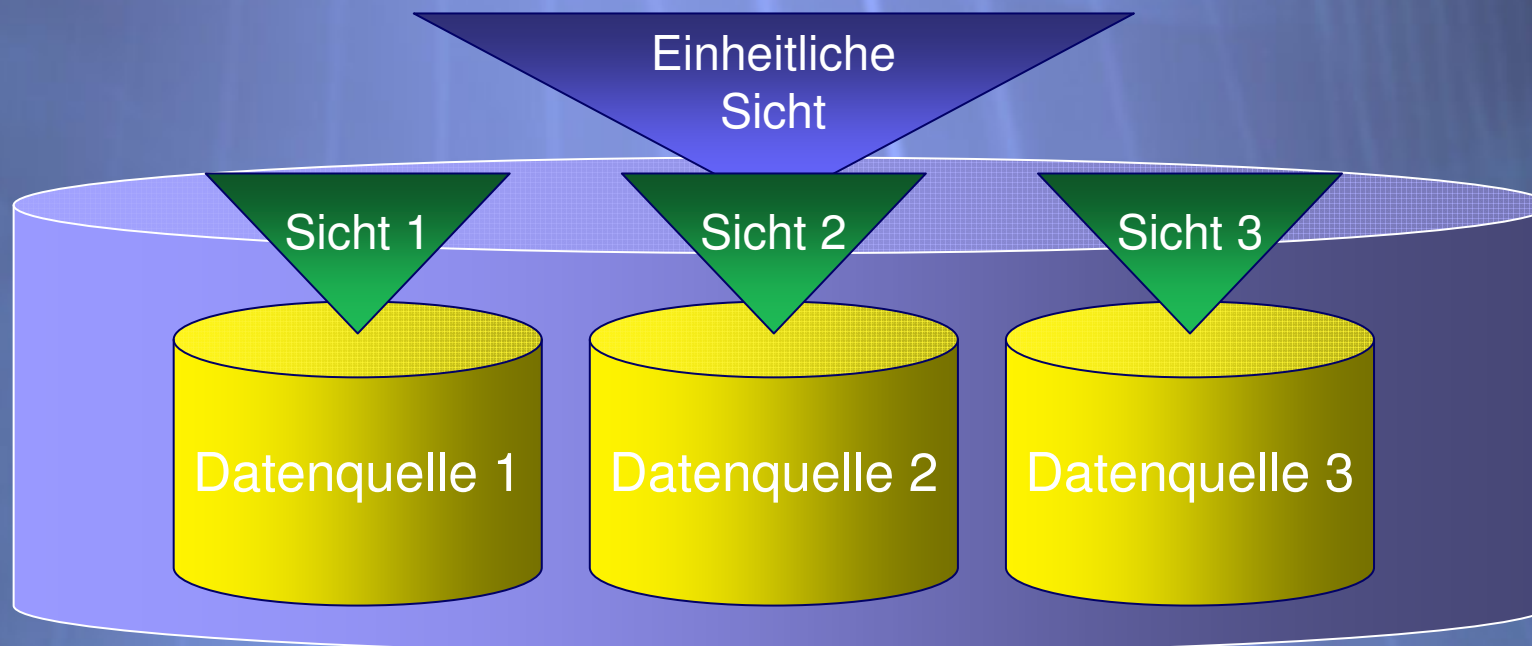 Einheitliche
Sicht
Sicht 1
Sicht 2
Sicht 3
Datenquelle 1
Datenquelle 2
Datenquelle 3